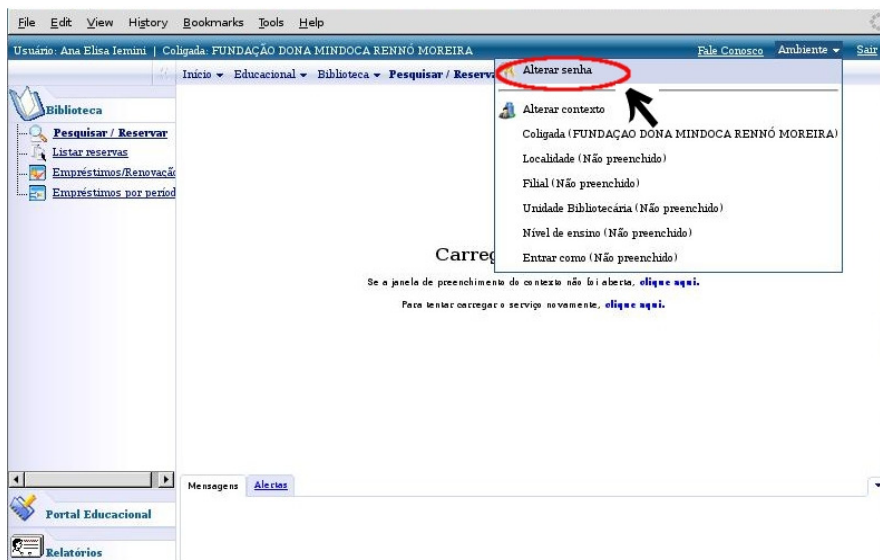 File Edit View History Bookmarks Tools Help
Usuário: Ana Elisa Iemini | Coligada: FUNDAÇÃO DONA MINDOCA RENNÓ MOREIRA Fale Conosco Ambiente Sair
Início Educacional Biblioteca Pesquisar / Reserva
Alterar senha
Alterar contexto
Coligada (FUNDAÇAO DONA MINDOCA RENNÓ MOREIRA)
Localidade (Não preenchido)
Filial (Não preenchido)
Unidade Bibliotecária (Não preenchido)
Nível de ensino (Não preenchido)
Entrar como (Não preenchido)
Biblioteca
Pesquisar / Reservar
Listar reservas
Empréstimos/Renovaçã
Empréstimos por períod
Carreg
Se a janela de preenchimento do contexto não foi aberta, clique aqui.
Para tentar carregar o serviço novamente, clique aqui.
Mensagens Alertas
Portal Educacional
Relatórios